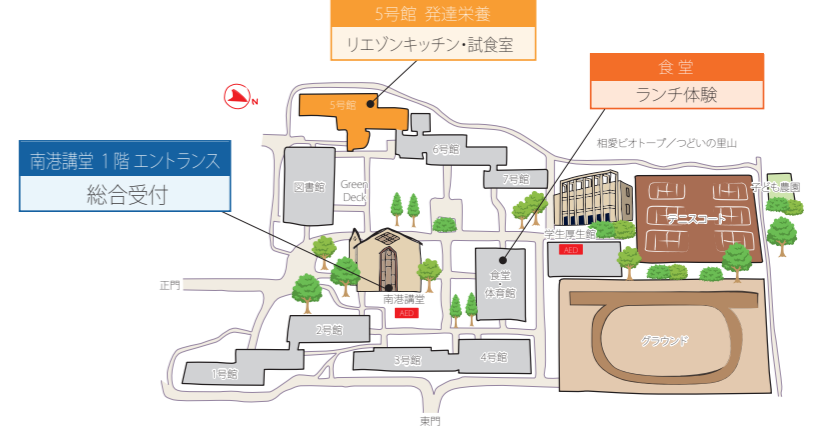 5号館 発達栄養
リエゾンキッチン・試食室
食 堂
ランチ体験
N
5号館
相愛ビオトープ／つどいの里山
南港講堂 1階 エントランス
総合受付
6号館
図書館
Green
Deck
7号館
子ども農園
テニスコート
学生厚生館
AED
食堂
・
体育館
正門
南港講堂
AED
2号館
グラウンド
3号館
4号館
1号館
東門